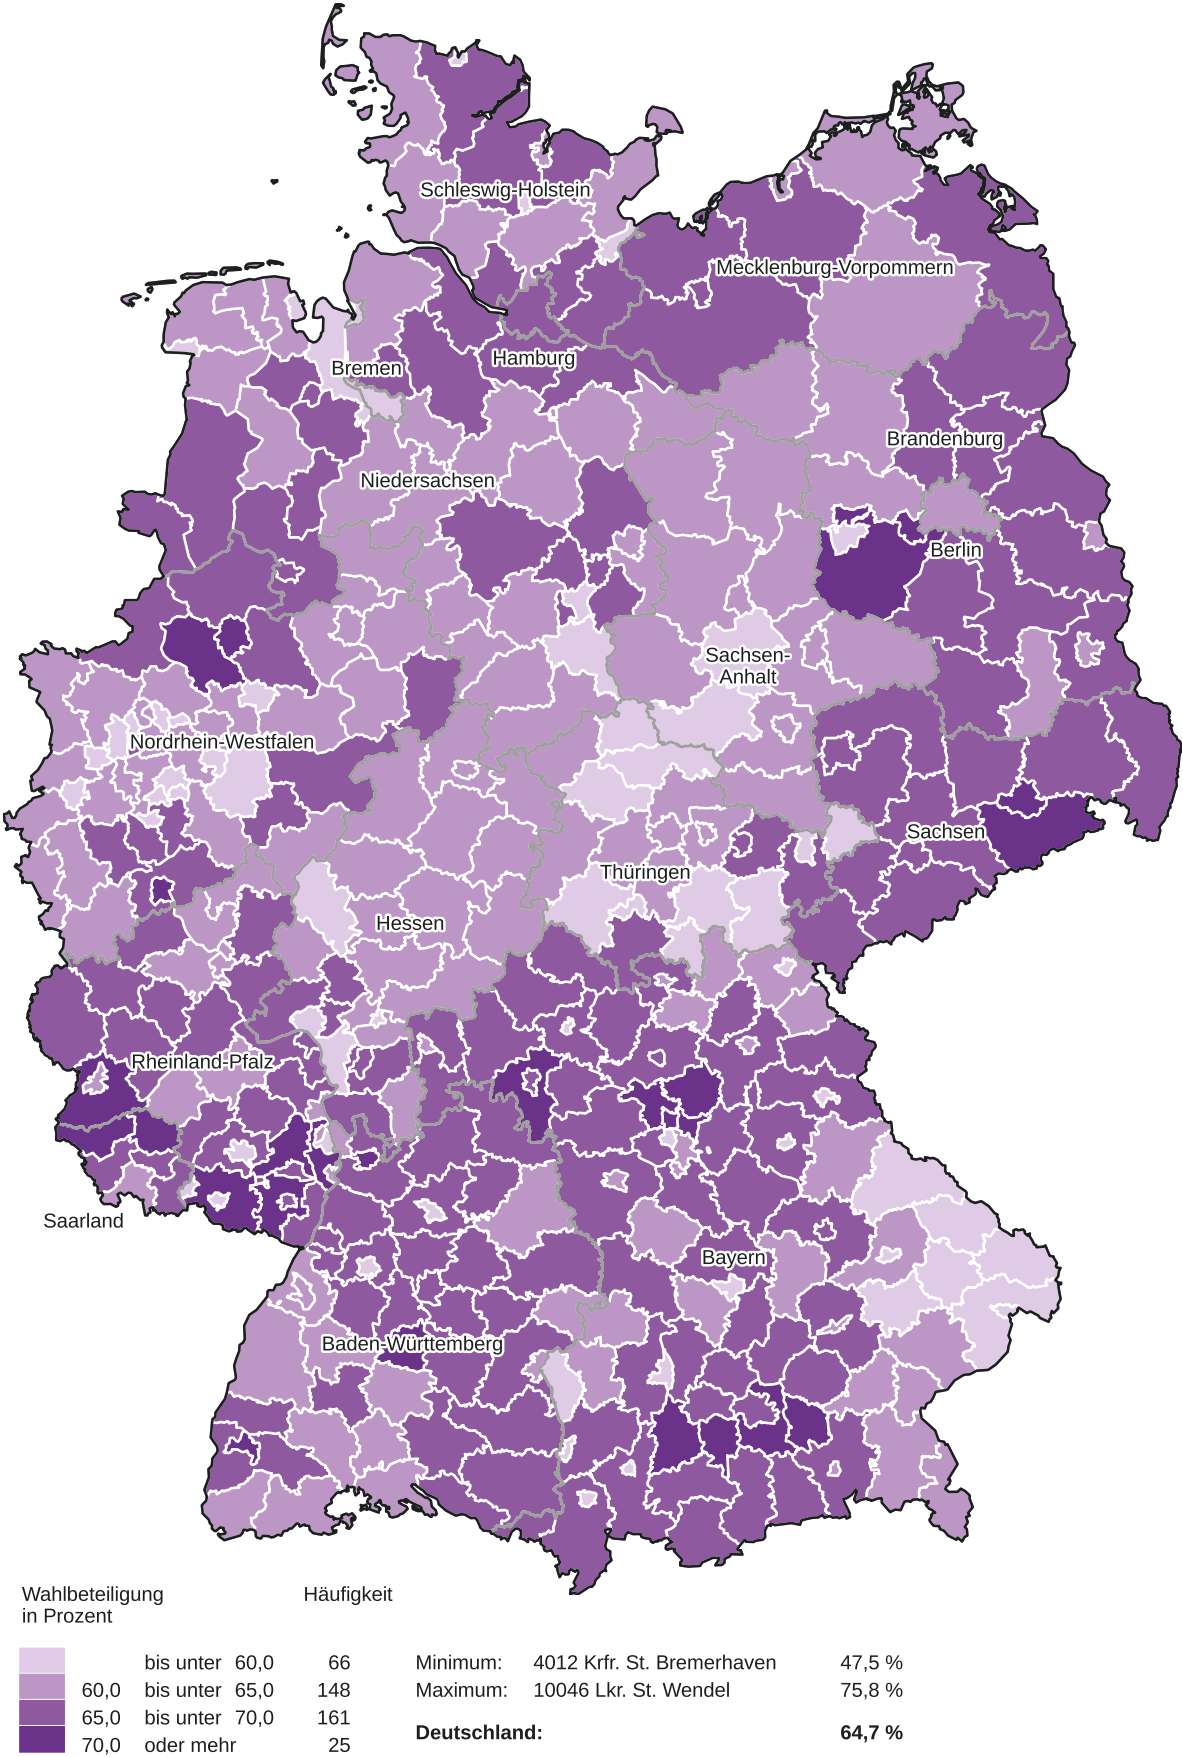 Schleswig-Holstein
Mecklenburg-Vorpommern
Hamburg
Bremen
Brandenburg
Niedersachsen
Berlin
Sachsen-
Anhalt
Nordrhein-Westfalen
Sachsen
Thüringen
Hessen
Rheinland-Pfalz
Saarland
Bayern
Baden-Württemberg
Wahlbeteiligung Häufigkeit
in Prozent
bis unter 60,0 66 Minimum: 4012 Krfr. St. Bremerhaven 47,5 %
60,0 bis unter 65,0 148 Maximum: 10046 Lkr. St. Wendel 75,8 %
65,0 bis unter 70,0 161 Deutschland: 64,7 %
70,0 oder mehr 25